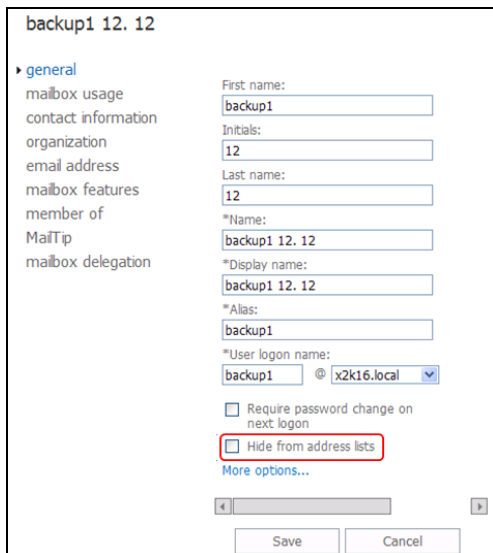 backup1 12. 12
general
mailbox usage
contact information
organization
email address
mailbox features
member of
MailTip
mailbox delegation
First name:
backup1
Initials:
12
Last name:
12
*Name:
backup1 12. 12
*Display name:
backup1 12. 12
*Alias:
backup1
*User logon name:
backup1 @ x2k16.local
Require password change on
next logon
Hide from address lists
More options...
Save Cancel